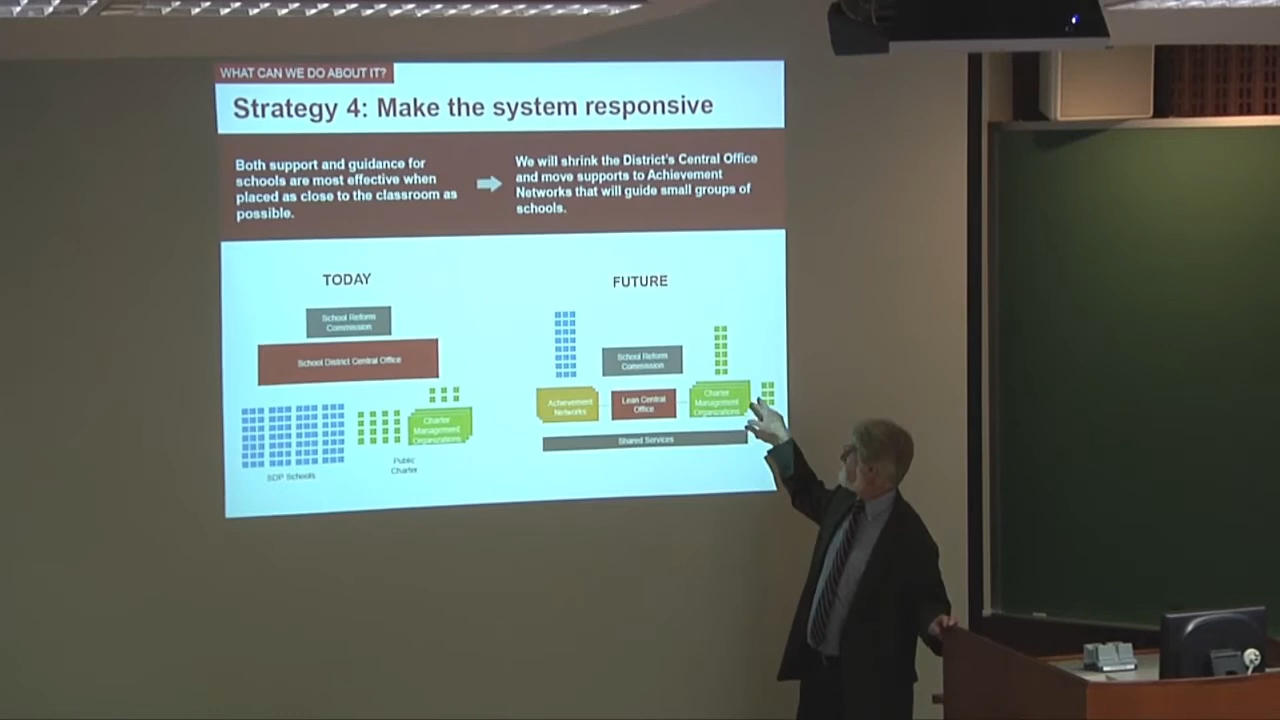 WHAT CAN WE DO ABOUT IT?
Strategy 4: Make the system responsive
Both support and guidance for
schools are most effective when
placed as close to the classroom as
possible.
We will shrink the District's Central Office
and move supports to Achievement
Networks that will guide small groups of
schools.
TODAY
School Reform
Commission
School District Central Office
Charter
Management
Organizations
SDP Schools
Public
Charter
FUTURE
School Reform
Commission
Achievement
Networks
Lean Central
Office
Charter
Management
Organizations
Shared Services